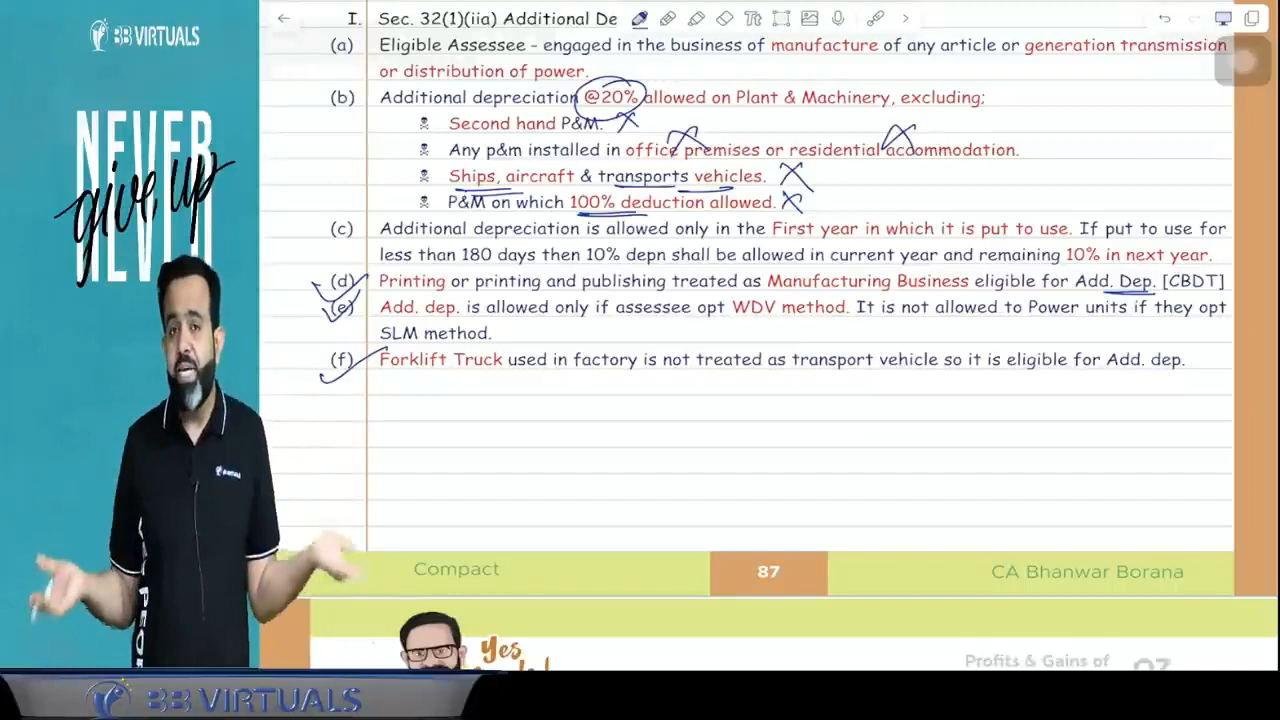 BB VIRTUALS
NEVER
give up
NEVER
I. Sec. 32(1)(iia) Additional De
(a) Eligible Assessee - engaged in the business of manufacture of any article or generation transmission
or distribution of power.
(b) Additional depreciation @20% allowed on Plant & Machinery, excluding;
Second hand P&M.
Any p&m installed in office premises or residential accommodation.
Ships, aircraft & transports vehicles.
P&M on which 100% deduction allowed.
(c) Additional depreciation is allowed only in the First year in which it is put to use. If put to use for
less than 180 days then 10% depn shall be allowed in current year and remaining 10% in next year.
(d) Printing or printing and publishing treated as Manufacturing Business eligible for Add. Dep. [CBDT]
(e) Add. dep. is allowed only if assessee opt WDV method. It is not allowed to Power units if they opt
SLM method.
(f) Forklift Truck used in factory is not treated as transport vehicle so it is eligible for Add. dep.
Compact 87 CA Bhanwar Borana
Yes
Profits & Gains of
BB VIRTUALS